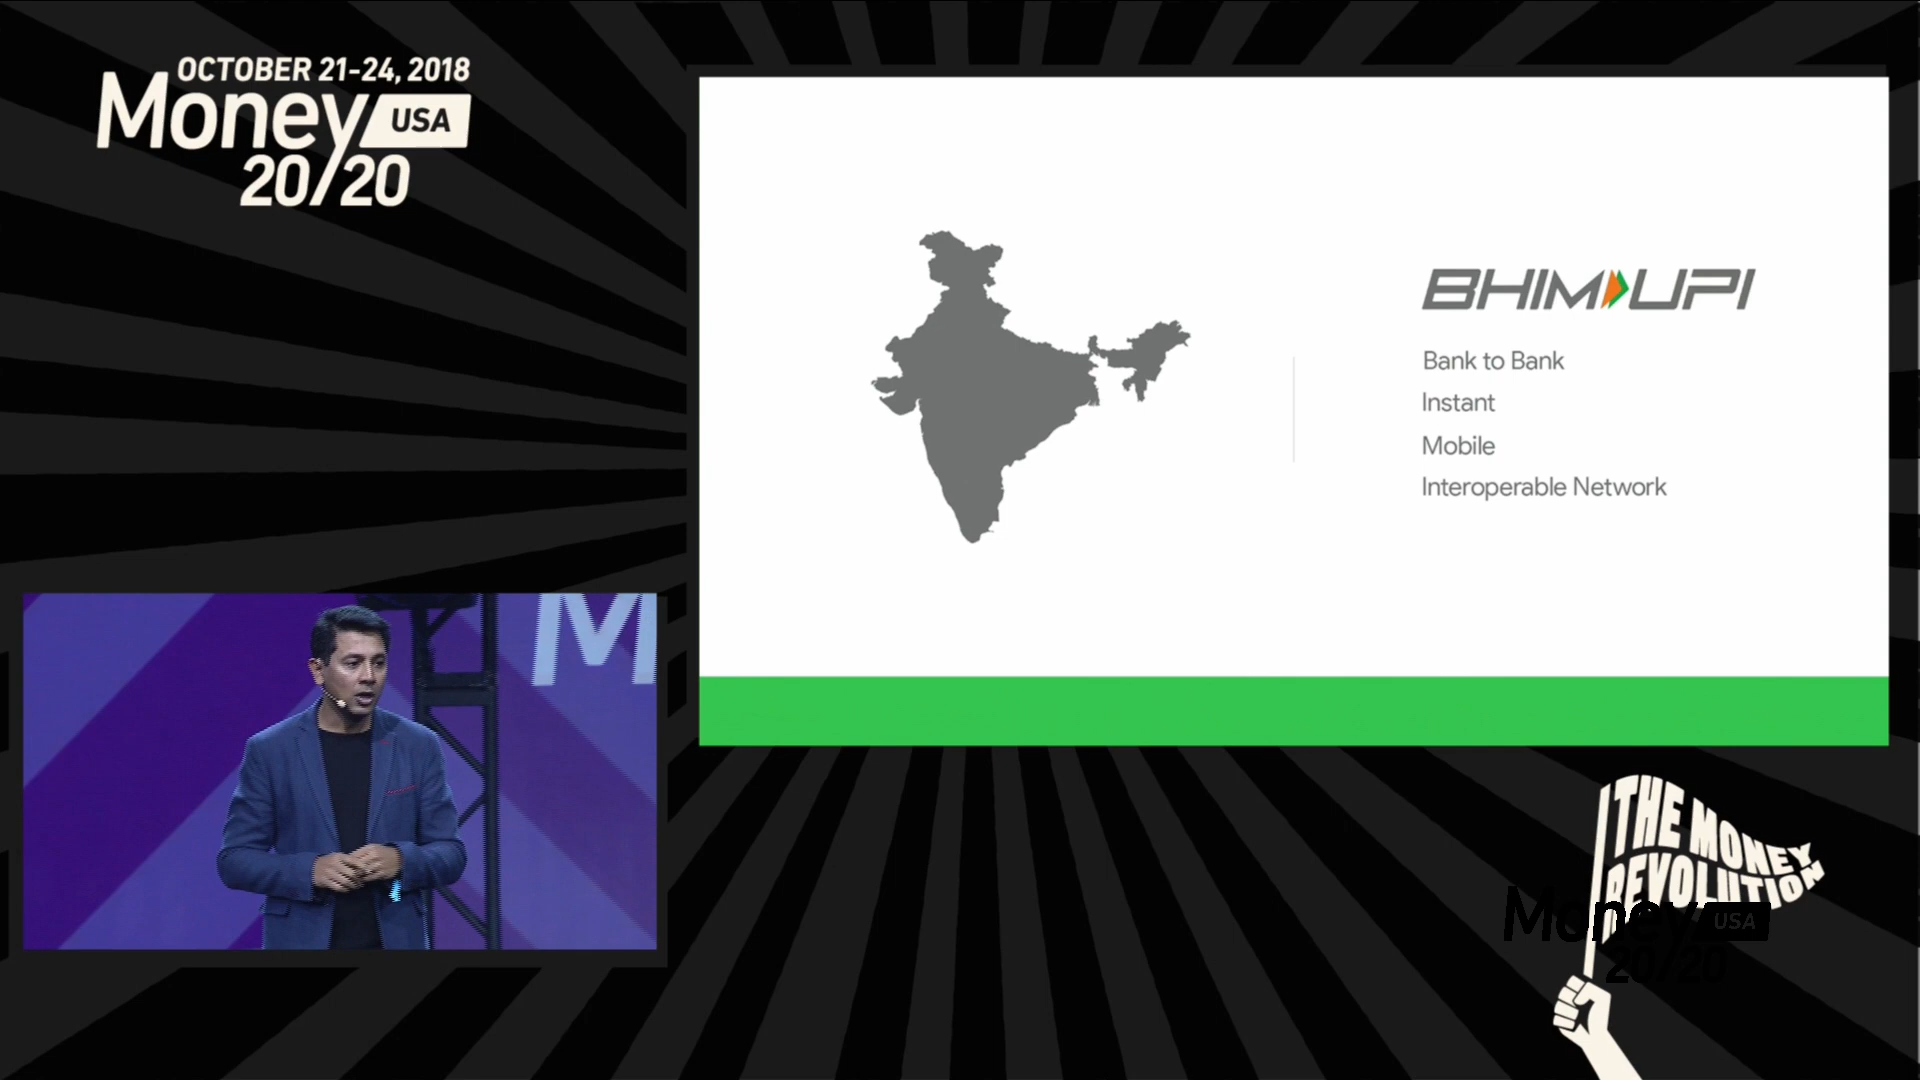 OCTOBER 21-24, 2018
Money USA
20/20
BHIM UPI
Bank to Bank
Instant
Mobile
Interoperable Network
M
THE MONEY
REVOLUTION
Money USA
20/20